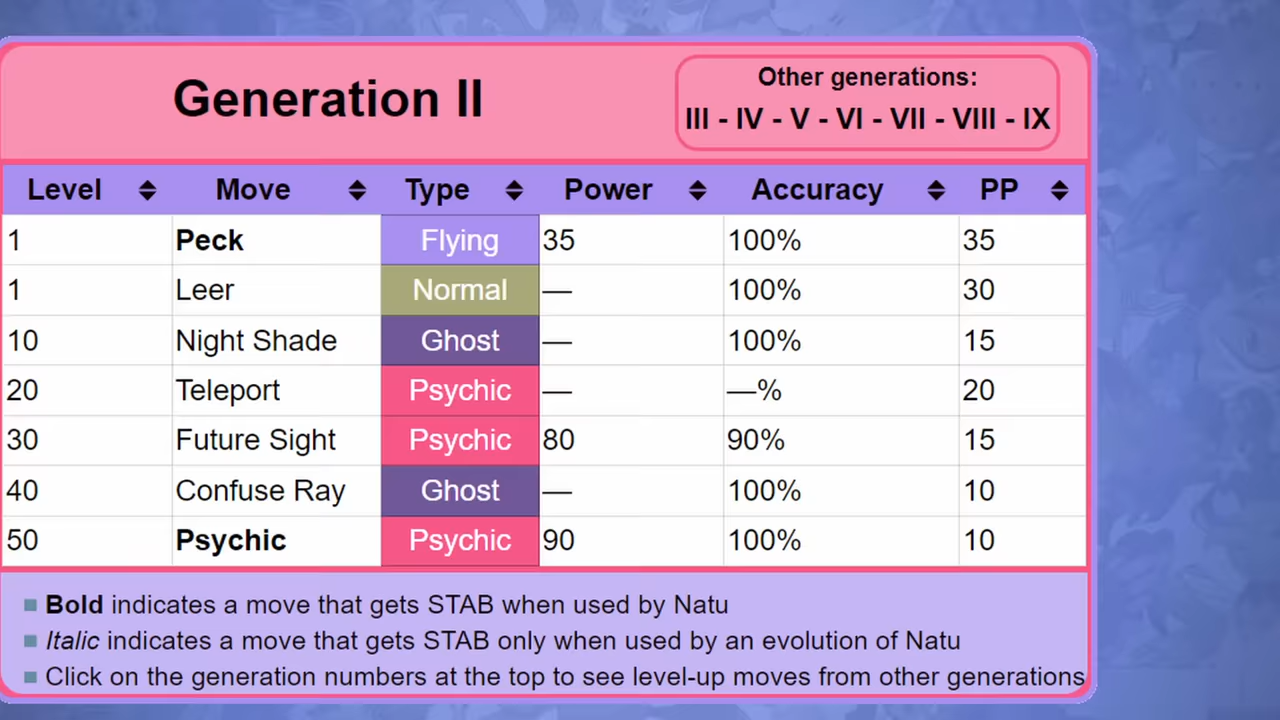 Generation II
Other generations:
III - IV - V - VI - VII - VIII - IX
Level Move Type Power Accuracy PP
1 Peck Flying 35 100% 35
1 Leer Normal — 100% 30
10 Night Shade Ghost — 100% 15
20 Teleport Psychic — —% 20
30 Future Sight Psychic 80 90% 15
40 Confuse Ray Ghost — 100% 10
50 Psychic Psychic 90 100% 10
Bold indicates a move that gets STAB when used by Natu
Italic indicates a move that gets STAB only when used by an evolution of Natu
Click on the generation numbers at the top to see level-up moves from other generations